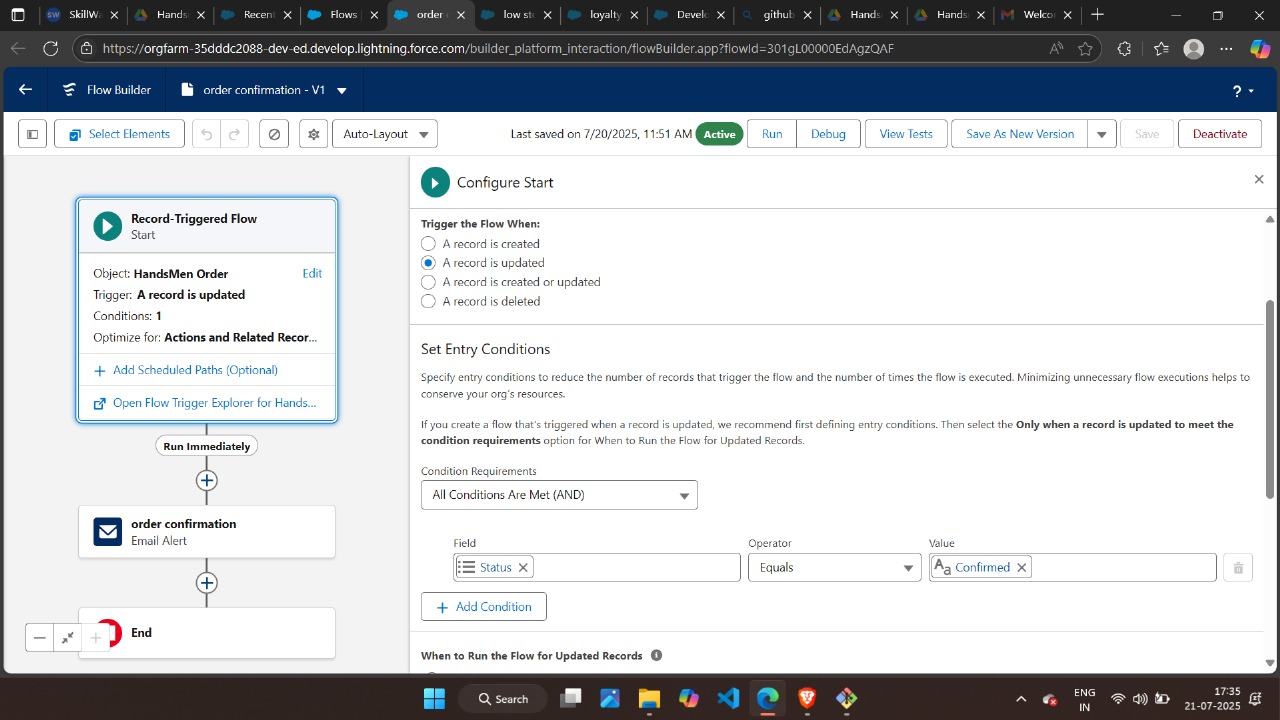 SkillWa
Handsm
Recent
Flows
order c
low sto
loyalty
Develo
github
Handsm
Handsp
Welco
https://orgfarm-35dddc2088-dev-ed.develop.lightning.force.com/builder_platform_interaction/flowBuilder.app?flowId=301gL00000EdAgzQAF
Flow Builder
order confirmation - V1
?
Select Elements
Auto-Layout
Last saved on 7/20/2025, 11:51 AM
Active
Run
Debug
View Tests
Save As New Version
Save
Deactivate
Record-Triggered Flow
Start
Object: HandsMen Order
Edit
Trigger: A record is updated
Conditions: 1
Optimize for: Actions and Related Recor...
+ Add Scheduled Paths (Optional)
Open Flow Trigger Explorer for Hands...
Run Immediately
order confirmation
Email Alert
End
Configure Start
Trigger the Flow When:
A record is created
A record is updated
A record is created or updated
A record is deleted
Set Entry Conditions
Specify entry conditions to reduce the number of records that trigger the flow and the number of times the flow is executed. Minimizing unnecessary flow executions helps to
conserve your org's resources.
If you create a flow that's triggered when a record is updated, we recommend first defining entry conditions. Then select the Only when a record is updated to meet the
condition requirements option for When to Run the Flow for Updated Records.
Condition Requirements
All Conditions Are Met (AND)
Field
Operator
Value
Status
Equals
Aa Confirmed
+ Add Condition
When to Run the Flow for Updated Records
Search
ENG
IN
17:35
21-07-2025